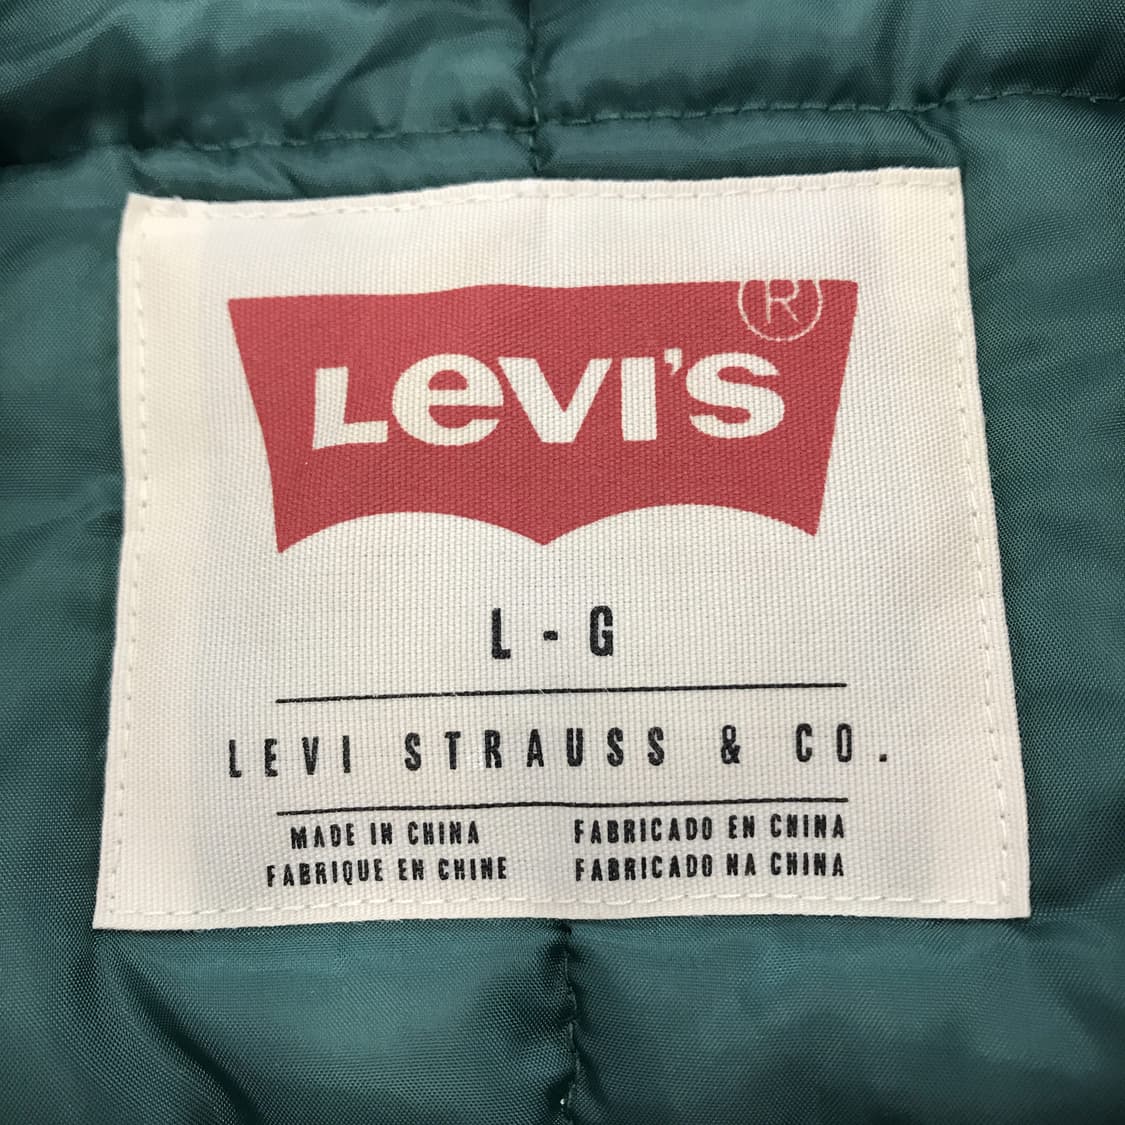 LEVI'S ®
L - G
LEVI STRAUSS & CO.
MADE IN CHINA
FABRIQUE EN CHINE
FABRICADO EN CHINA
FABRICADO NA CHINA